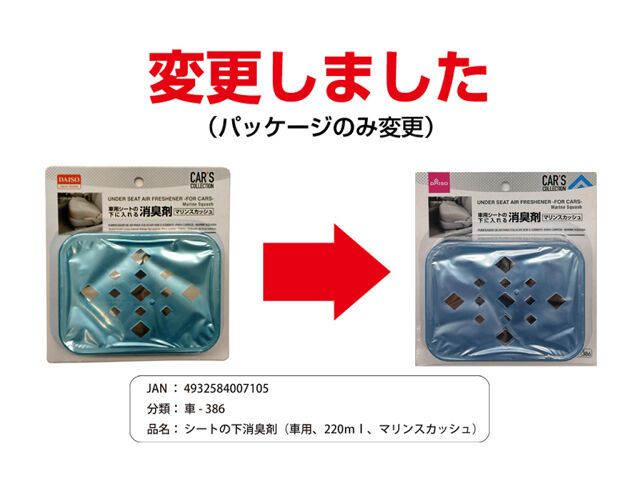 変更しました
（パッケージのみ変更）
DAISO
CAR'S
COLLECTION
UNDER SEAT AIR FRESHENER -FOR CARS-
Marine Squash
車用シートの
下に入れる
消臭剤
マリンスカッシュ
DAISO
CAR'S
COLLECTION
UNDER SEAT AIR FRESHENER -FOR CARS-
Marine Squash
車用シートの
下に入れる
消臭剤
マリンスカッシュ
386
JAN ： 4932584007105
分類： 車 - 386
品名： シートの下消臭剤（車用、220ｍｌ、マリンスカッシュ）